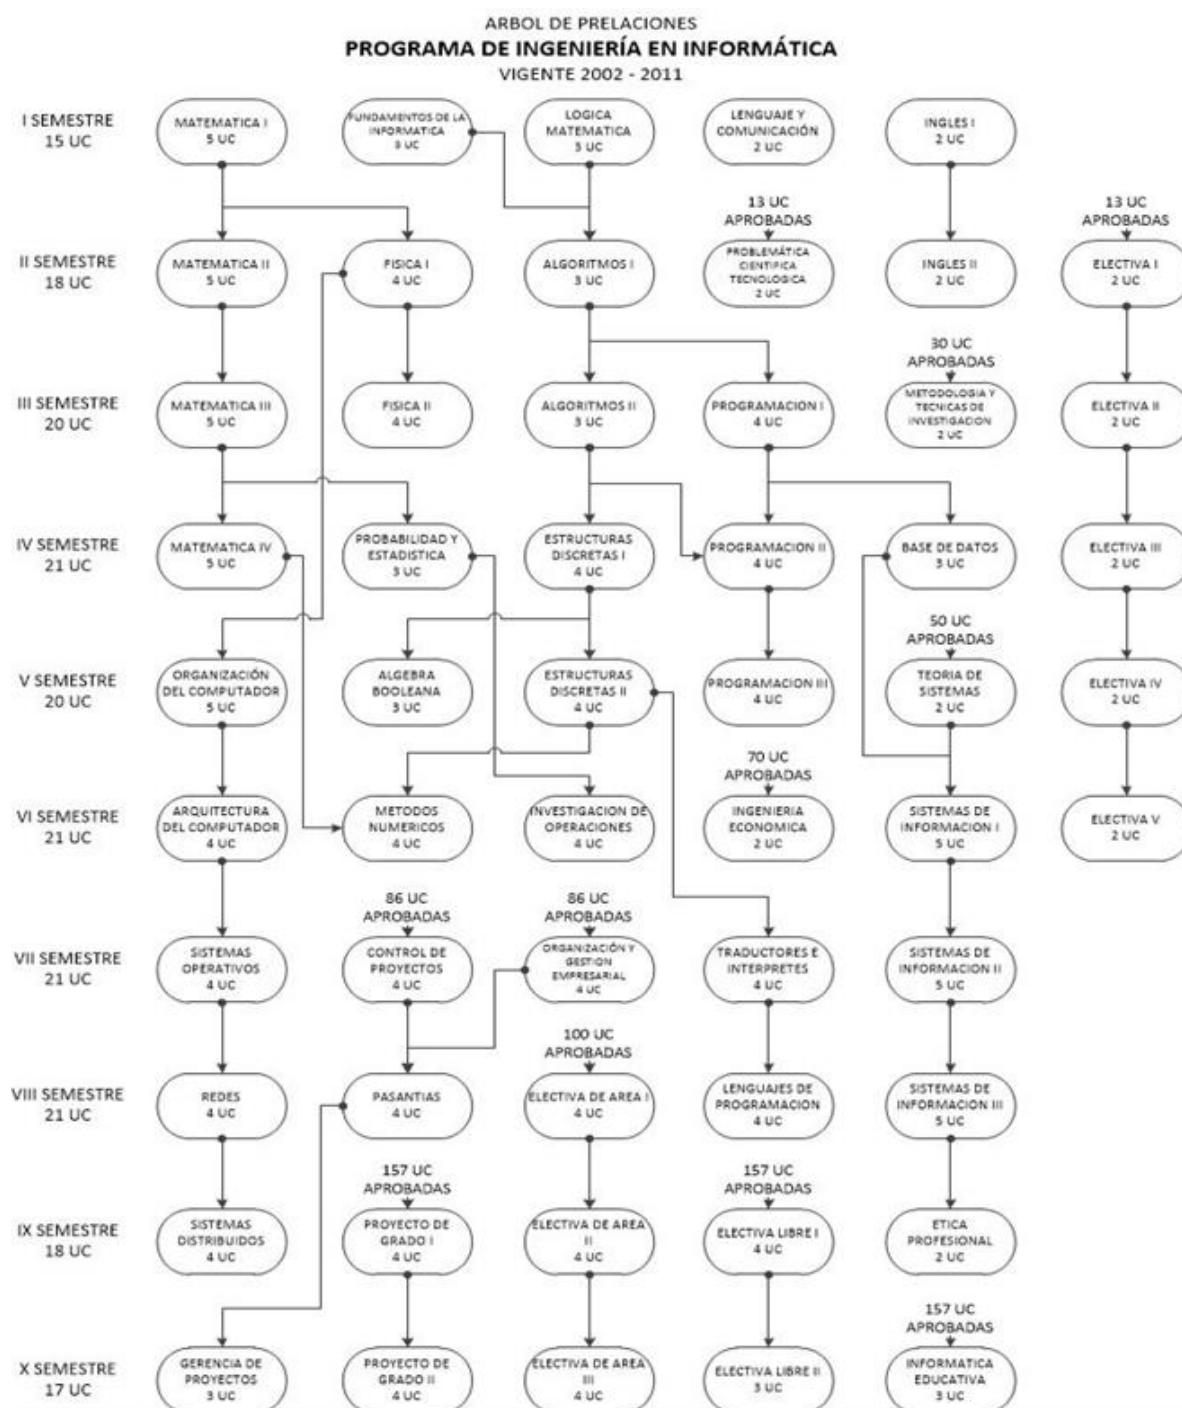 ARBOL DE PRELACIONES
PROGRAMA DE INGENIERÍA EN INFORMÁTICA
VIGENTE 2002 - 2011
I SEMESTRE
15 UC
MATEMATICA I
5 UC
FUNDAMENTOS DE LA
INFORMATICA
3 UC
LOGICA
MATEMATICA
3 UC
LENGUAJE Y
COMUNICACIÓN
2 UC
INGLES I
2 UC
13 UC
APROBADAS
13 UC
APROBADAS
II SEMESTRE
18 UC
MATEMATICA II
5 UC
FISICA I
4 UC
ALGORITMOS I
3 UC
PROBLEMÁTICA
CIENTIFICA
TECNOLOGICA
2 UC
INGLES II
2 UC
ELECTIVA I
2 UC
30 UC
APROBADAS
III SEMESTRE
20 UC
MATEMATICA III
5 UC
FISICA II
4 UC
ALGORITMOS II
3 UC
PROGRAMACION I
4 UC
METODOLOGIA Y
TECNICAS DE
INVESTIGACION
2 UC
ELECTIVA II
2 UC
IV SEMESTRE
21 UC
MATEMATICA IV
5 UC
PROBABILIDAD Y
ESTADISTICA
3 UC
ESTRUCTURAS
DISCRETAS I
4 UC
PROGRAMACION II
4 UC
BASE DE DATOS
3 UC
ELECTIVA III
2 UC
50 UC
APROBADAS
V SEMESTRE
20 UC
ORGANIZACIÓN
DEL COMPUTADOR
5 UC
ALGEBRA
BOOLEANA
3 UC
ESTRUCTURAS
DISCRETAS II
4 UC
PROGRAMACION III
4 UC
TEORIA DE
SISTEMAS
2 UC
ELECTIVA IV
2 UC
70 UC
APROBADAS
VI SEMESTRE
21 UC
ARQUITECTURA
DEL COMPUTADOR
4 UC
METODOS
NUMERICOS
4 UC
INVESTIGACION DE
OPERACIONES
4 UC
INGENIERIA
ECONOMICA
2 UC
SISTEMAS DE
INFORMACION I
5 UC
ELECTIVA V
2 UC
86 UC
APROBADAS
86 UC
APROBADAS
VII SEMESTRE
21 UC
SISTEMAS
OPERATIVOS
4 UC
CONTROL DE
PROYECTOS
4 UC
ORGANIZACIÓN Y
GESTION
EMPRESARIAL
4 UC
TRADUCTORES E
INTERPRETES
4 UC
SISTEMAS DE
INFORMACION II
5 UC
100 UC
APROBADAS
VIII SEMESTRE
21 UC
REDES
4 UC
PASANTIAS
4 UC
ELECTIVA DE AREA I
4 UC
LENGUAJES DE
PROGRAMACION
4 UC
SISTEMAS DE
INFORMACION III
5 UC
157 UC
APROBADAS
157 UC
APROBADAS
IX SEMESTRE
18 UC
SISTEMAS
DISTRIBUIDOS
4 UC
PROYECTO DE
GRADO I
4 UC
ELECTIVA DE AREA
II
4 UC
ELECTIVA LIBRE I
4 UC
ETICA
PROFESIONAL
2 UC
157 UC
APROBADAS
X SEMESTRE
17 UC
GERENCIA DE
PROYECTOS
3 UC
PROYECTO DE
GRADO II
4 UC
ELECTIVA DE AREA
III
4 UC
ELECTIVA LIBRE II
3 UC
INFORMATICA
EDUCATIVA
3 UC